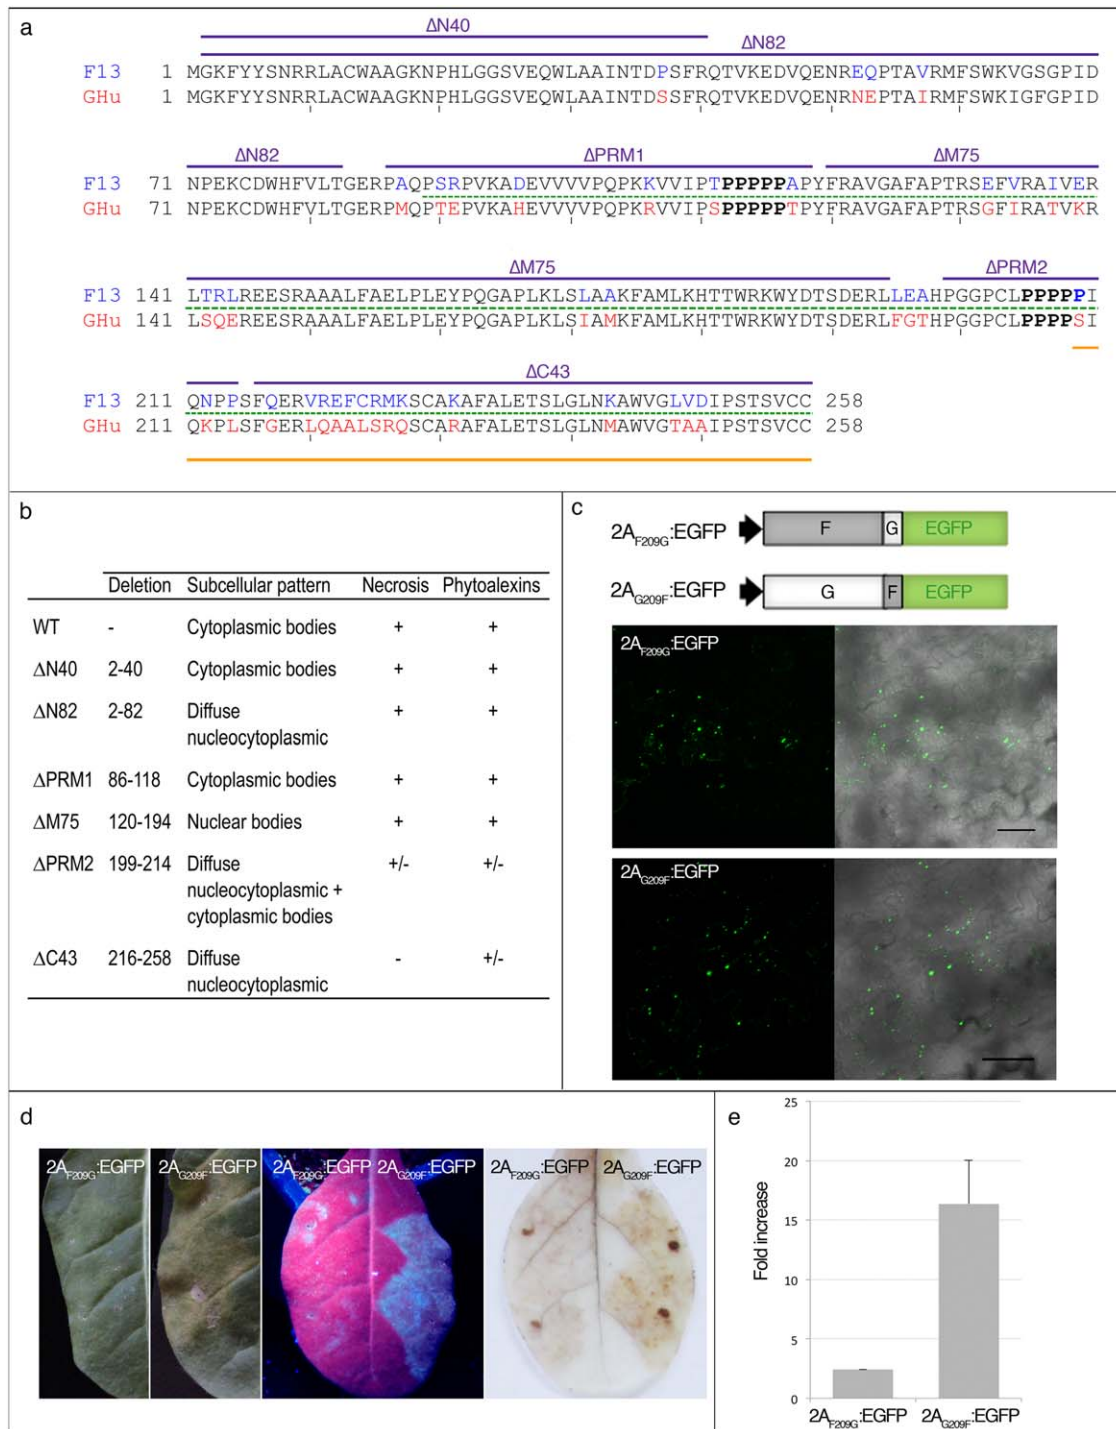 a
ΔN40
ΔN82
F13 1 MGKFYYSNRRLACWAAGKNPHLGGSVEQWLAAINTDPSFRQTVKEDVQENREQPTAVRMFSWKVGSGPID
GHu 1 MGKFYYSNRRLACWAAGKNPHLGGSVEQWLAAINTDSSFRQTVKEDVQENRNEPTAIRMFSWKIGFGPID
ΔN82 ΔPRM1 ΔM75
F13 71 NPEKCDWHFVLTGERPAQPSRPVKADEVVVVPQPKKVVIPTPPPPPAPYFRAVGAFAPTRSEFVRAIVER
GHu 71 NPEKCDWHFVLTGERPMQPTEPVKAHEVVVVPQPKRVVIPSPPPPPTPYFRAVGAFAPTRSGFIRATVKR
ΔM75 ΔPRM2
F13 141 LTRLREESRAAALFAELPLEYPQGAPLKLSLAAKFAMLKHTTWRKWYDTSDERLLEAHPGGPCLPPPPPI
GHu 141 LSQEREESRAAALFAELPLEYPQGAPLKLSIAMKFAMLKHTTWRKWYDTSDERLFGTHPGGPCLPPPPSI
ΔC43
F13 211 QNPPSFQERVREFCRMKSCAKAFALETSLGLNKAWVGLVDIPSTSVCC 258
GHu 211 QKPLSFGERLQAALSRQSCARAFALETSLGLNMAWVGTAAIPSTSVCC 258
b
Deletion Subcellular pattern Necrosis Phytoalexins
WT - Cytoplasmic bodies + +
ΔN40 2-40 Cytoplasmic bodies + +
ΔN82 2-82 Diffuse + +
nucleocytoplasmic
ΔPRM1 86-118 Cytoplasmic bodies + +
ΔM75 120-194 Nuclear bodies + +
ΔPRM2 199-214 Diffuse +/- +/-
nucleocytoplasmic +
cytoplasmic bodies
ΔC43 216-258 Diffuse - +/-
nucleocytoplasmic
c
2AF209G:EGFP F G EGFP
2AG209F:EGFP G F EGFP
2AF209G:EGFP
2AG209F:EGFP
d
2AF209G:EGFP 2AG209F:EGFP 2AF209G:EGFP 2AG209F:EGFP 2AF209G:EGFP 2AG209F:EGFP
e
Fold increase
25
20
15
10
5
0
2AF209G:EGFP 2AG209F:EGFP